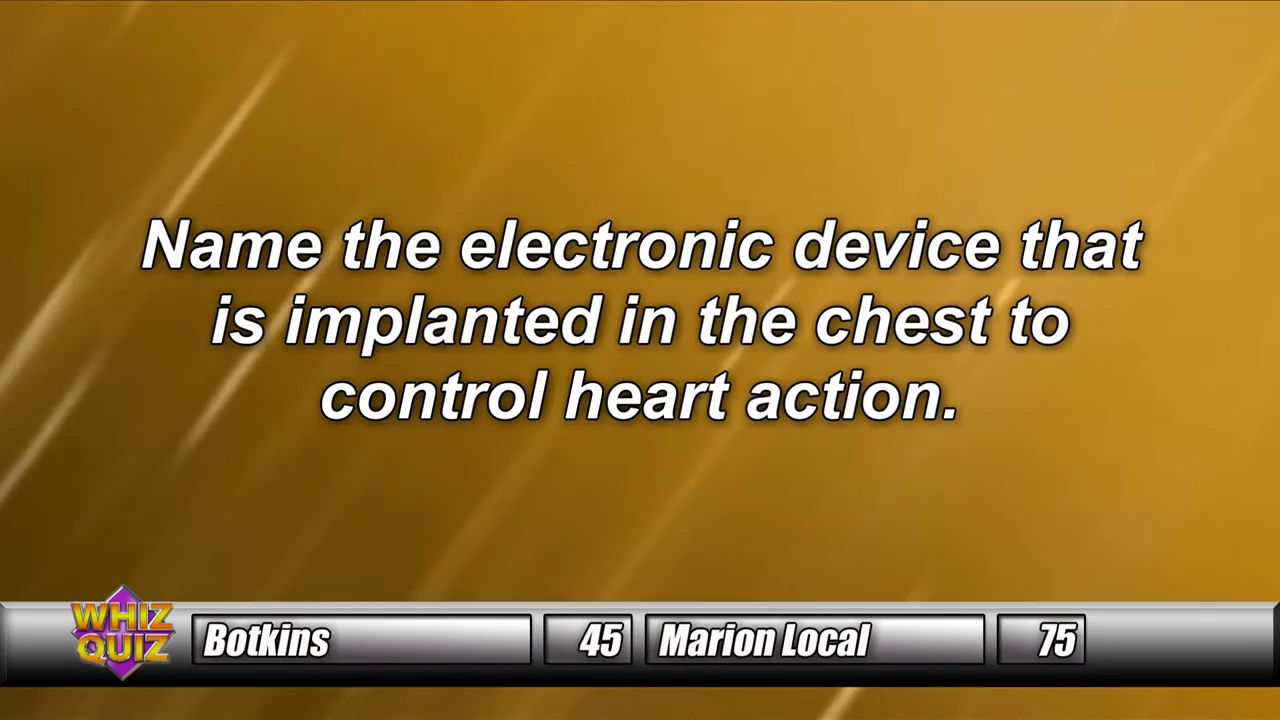 Name the electronic device that
is implanted in the chest to
control heart action.
WHIZ
QUIZ
Botkins 45 Marion Local 75